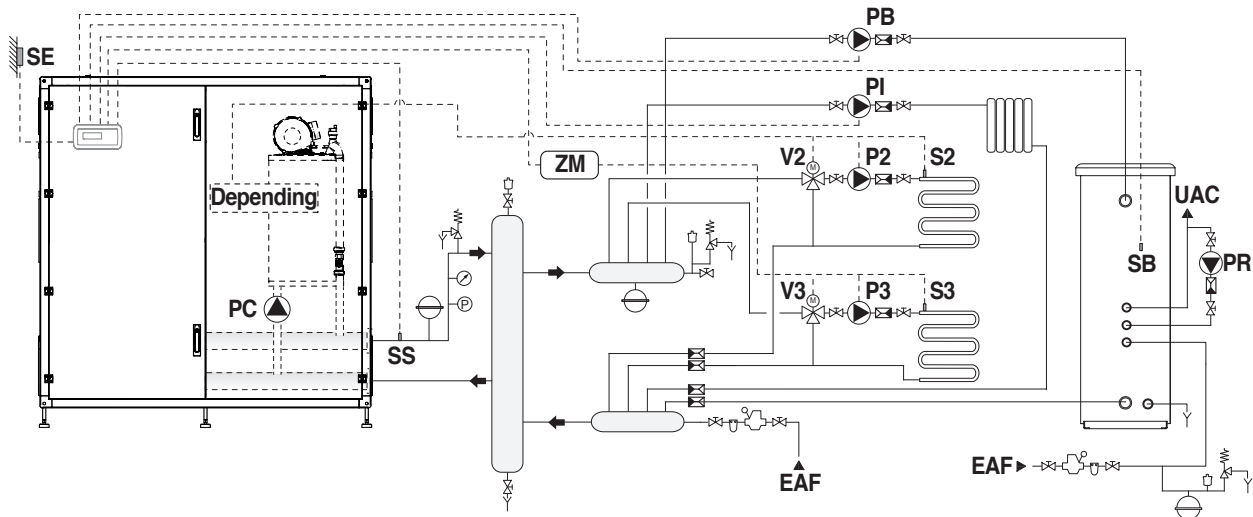 PB
SE
PI
V2
M
P2
S2
ZM
Depending
UAC
SB
PR
V3
M
P3
S3
PC
P
SS
EAF
EAF